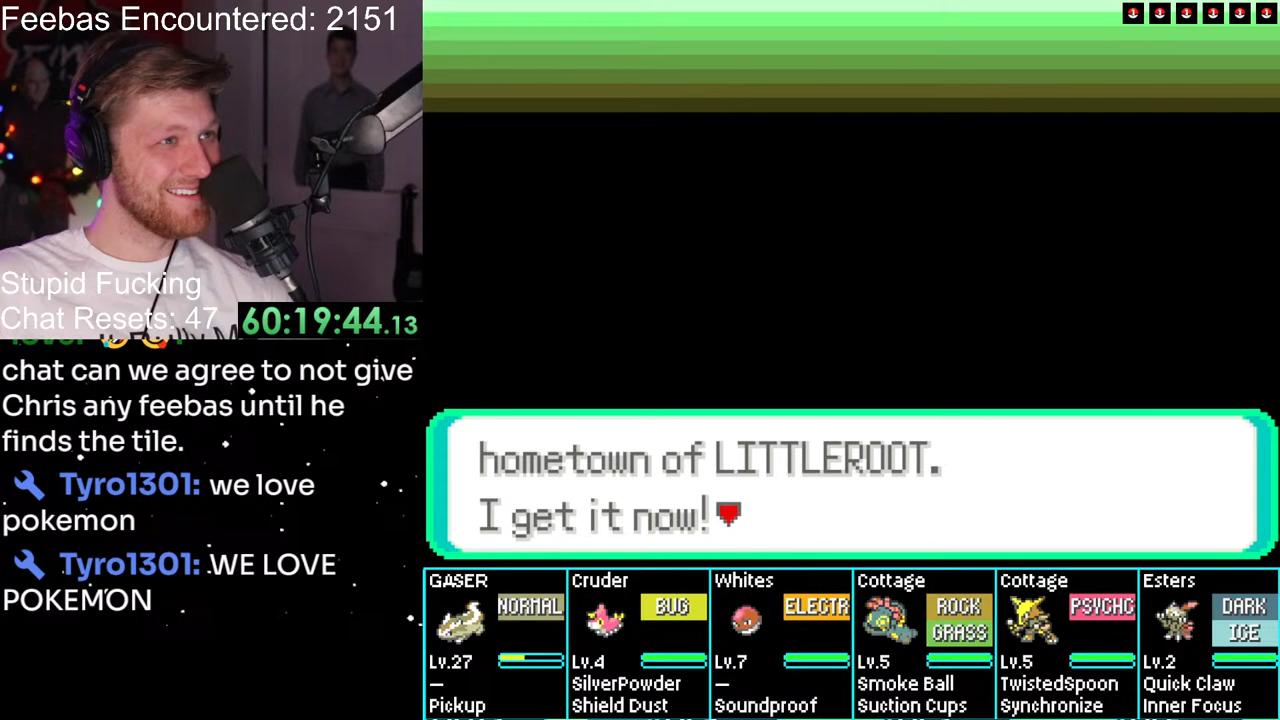 Feebas Encountered: 2151
Stupid Fucking
Chat Resets: 47
60:19:44.13
chat can we agree to not give
Chris any feebas until he
finds the tile.
Tyro1301: we love
pokemon
Tyro1301: WE LOVE
POKEMON
hometown of LITTLEROOT.
I get it now!
GASER
NORMAL
Lv.27
—
Pickup
Cruder
BUG
Lv.4
SilverPowder
Shield Dust
Whites
ELECTR
Lv.7
—
Soundproof
Cottage
ROCK
GRASS
Lv.5
Smoke Ball
Suction Cups
Cottage
PSYCHC
Lv.5
TwistedSpoon
Synchronize
Esters
DARK
ICE
Lv.2
Quick Claw
Inner Focus